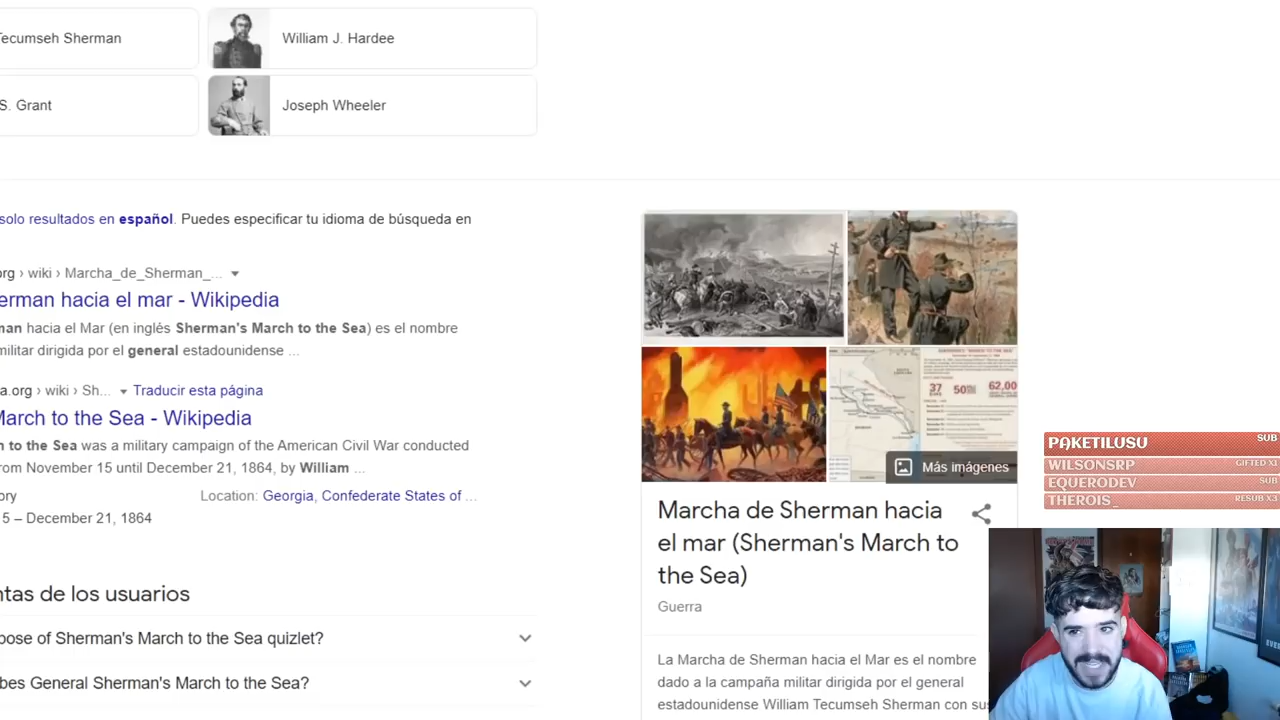 Tecumseh Sherman
William J. Hardee
S. Grant
Joseph Wheeler
solo resultados en español. Puedes especificar tu idioma de búsqueda en
org › wiki › Marcha_de_Sherman_...
erman hacia el mar - Wikipedia
man hacia el Mar (en inglés Sherman's March to the Sea) es el nombre
militar dirigida por el general estadounidense ...
a.org › wiki › Sh... Traducir esta página
March to the Sea - Wikipedia
h to the Sea was a military campaign of the American Civil War conducted
from November 15 until December 21, 1864, by William ...
ory
Location: Georgia, Confederate States of ...
5 – December 21, 1864
ntas de los usuarios
pose of Sherman's March to the Sea quizlet?
bes General Sherman's March to the Sea?
37
50%
62,00
Más imágenes
Marcha de Sherman hacia
el mar (Sherman's March to
the Sea)
Guerra
La Marcha de Sherman hacia el Mar es el nombre
dado a la campaña militar dirigida por el general
estadounidense William Tecumseh Sherman con sus
PAKETILUSU SUB
WILSONSRP GIFTED X1
EQUERODEV SUB
THEROIS_ RESUB X3